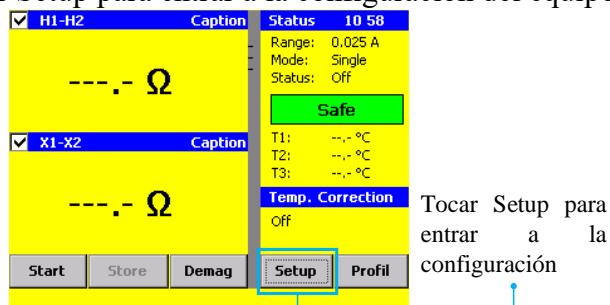 Setup para entrar a la configuración del equipo
H1-H2 Caption
---.- Ω
X1-X2 Caption
---.- Ω
Start Store Demag
Status 10 58
Range: 0.025 A
Mode: Single
Status: Off
Safe
T1: --.- °C
T2: --.- °C
T3: --.- °C
Temp. Correction
Off
Setup Profil
Tocar Setup para
entrar a la
configuración